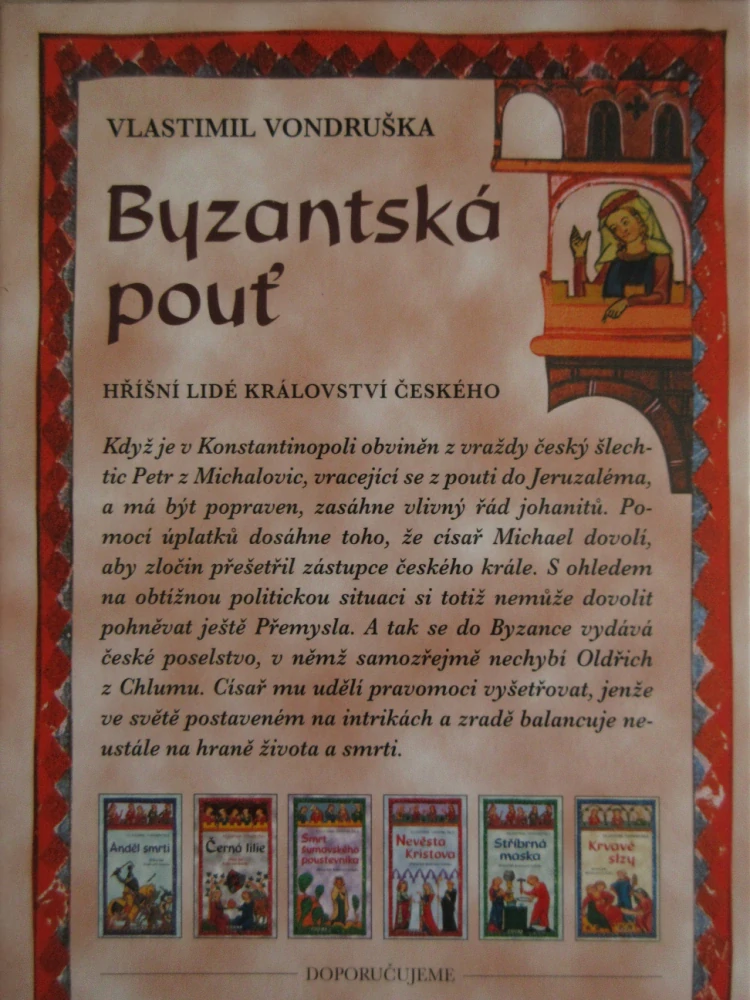 VLASTIMIL VONDRUŠKA
Byzantská
pouť
HŘÍŠNÍ LIDÉ KRÁLOVSTVÍ ČESKÉHO
Když je v Konstantinopoli obviněn z vraždy český šlech-
tic Petr z Michalovic, vracející se z pouti do Jeruzaléma,
a má být popraven, zasáhne vlivný řád johanitů. Po-
mocí úplatků dosáhne toho, že císař Michael dovolí,
aby zločin přešetřil zástupce českého krále. S ohledem
na obtížnou politickou situaci si totiž nemůže dovolit
pohněvat ještě Přemysla. A tak se do Byzance vydává
české poselstvo, v němž samozřejmě nechybí Oldřich
z Chlumu. Císař mu udělí pravomoci vyšetřovat, jenže
ve světě postaveném na intrikách a zradě balancuje ne-
ustále na hraně života a smrti.
Anděl smrti
Černá lilie
Smrt
šumavského
poustevníka
Nevěsta
Kristova
Stříbrná
maska
Krvavé
slzy
DOPORUČUJEME